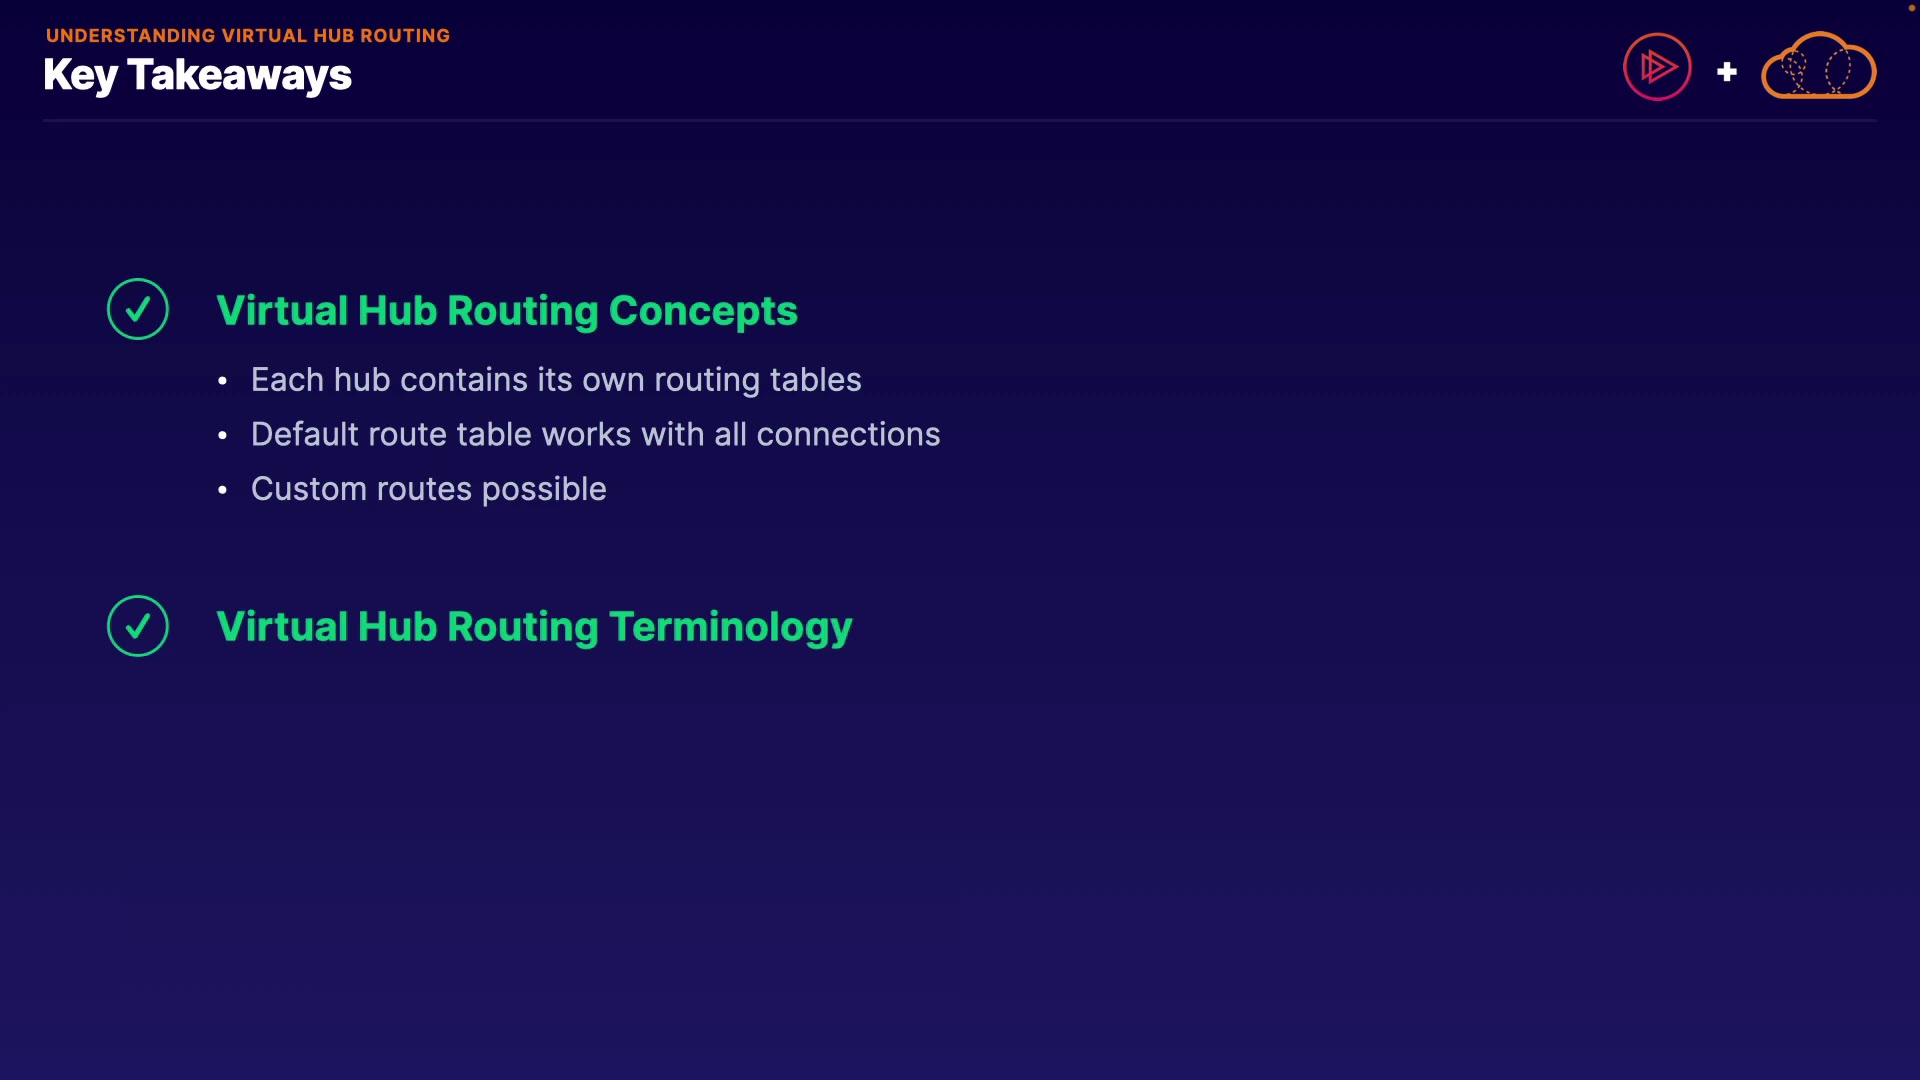 UNDERSTANDING VIRTUAL HUB ROUTING
Key Takeaways
Virtual Hub Routing Concepts
• Each hub contains its own routing tables
• Default route table works with all connections
• Custom routes possible
Virtual Hub Routing Terminology